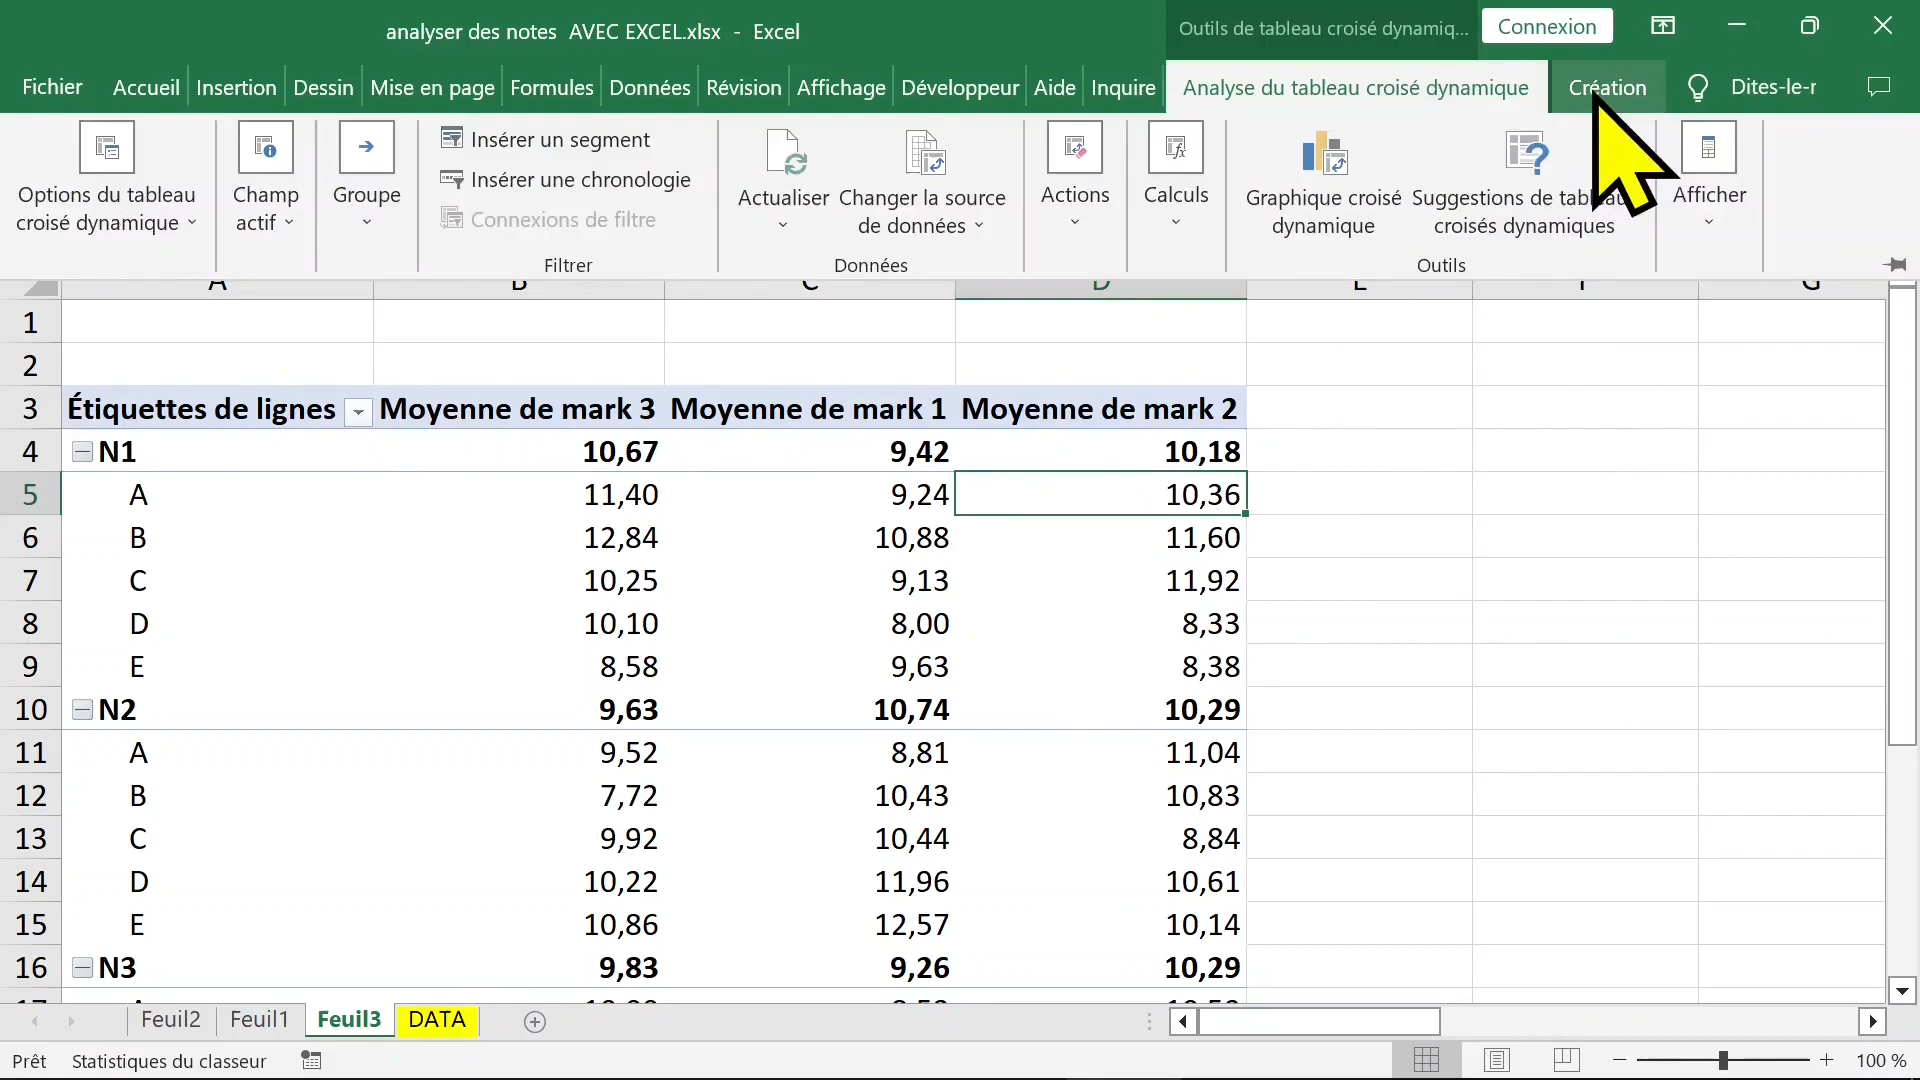 analyser des notes  AVEC EXCEL.xlsx  -  Excel
Outils de tableau croisé dynamiq...
Connexion
Fichier Accueil Insertion Dessin Mise en page Formules Données Révision Affichage Développeur Aide Inquire Analyse du tableau croisé dynamique Création Dites-le-r
Options du tableau croisé dynamique
Champ actif
Groupe
Insérer un segment
Insérer une chronologie
Connexions de filtre
Filtrer
Actualiser
Changer la source de données
Données
Actions
Calculs
Graphique croisé dynamique
Suggestions de tableau croisés dynamiques
Outils
Afficher
A B C D E F G
1
2
3 Étiquettes de lignes Moyenne de mark 3 Moyenne de mark 1 Moyenne de mark 2
4 N1 10,67 9,42 10,18
5 A 11,40 9,24 10,36
6 B 12,84 10,88 11,60
7 C 10,25 9,13 11,92
8 D 10,10 8,00 8,33
9 E 8,58 9,63 8,38
10 N2 9,63 10,74 10,29
11 A 9,52 8,81 11,04
12 B 7,72 10,43 10,83
13 C 9,92 10,44 8,84
14 D 10,22 11,96 10,61
15 E 10,86 12,57 10,14
16 N3 9,83 9,26 10,29
Feuil2 Feuil1 Feuil3 DATA
Prêt Statistiques du classeur 100 %